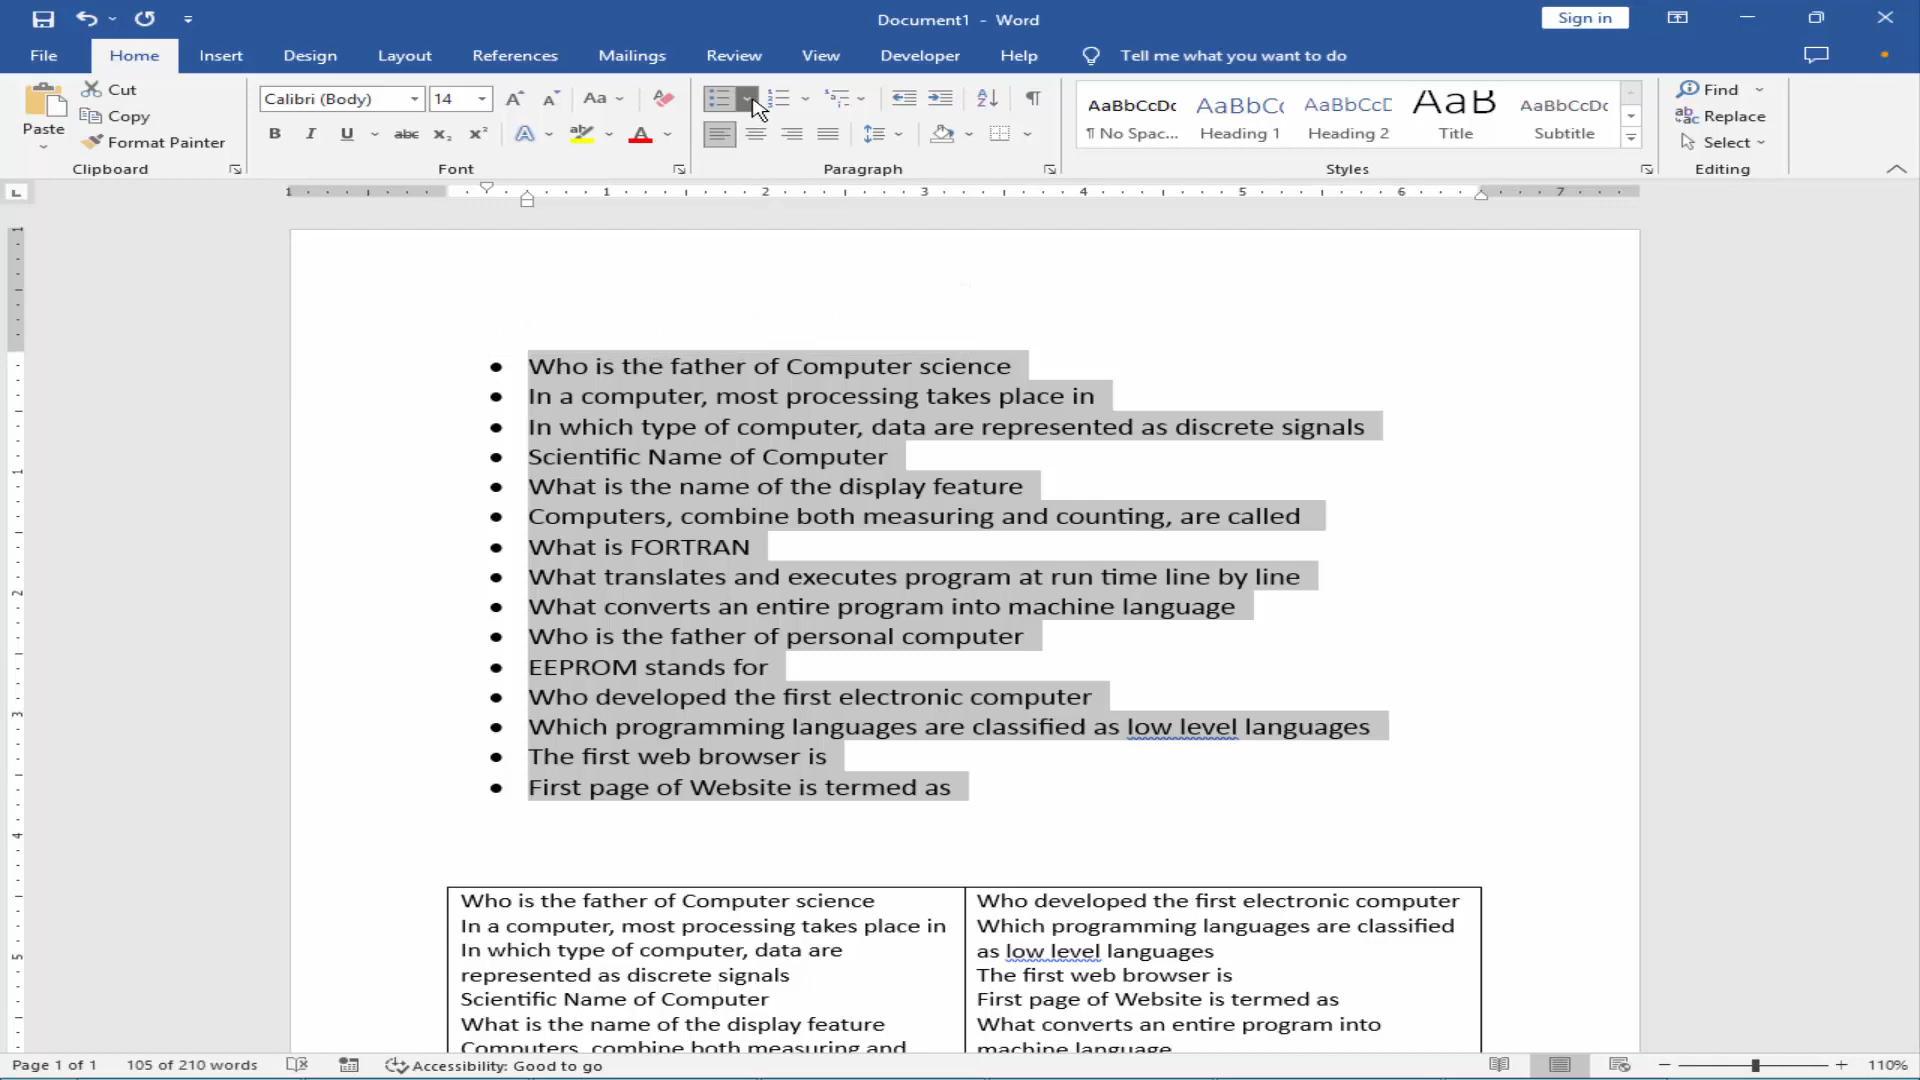 Document1 - Word
Sign in
File Home Insert Design Layout References Mailings Review View Developer Help Tell me what you want to do
Paste
Cut
Copy
Format Painter
Clipboard
Calibri (Body) 14
Font
Paragraph
AaBbCcDc AaBbC( AaBbCcD AaB AaBbCcDc
¶ No Spac... Heading 1 Heading 2 Title Subtitle
Styles
Find
Replace
Select
Editing
1 1 2 3 4 5 6 7
• Who is the father of Computer science
• In a computer, most processing takes place in
• In which type of computer, data are represented as discrete signals
• Scientific Name of Computer
• What is the name of the display feature
• Computers, combine both measuring and counting, are called
• What is FORTRAN
• What translates and executes program at run time line by line
• What converts an entire program into machine language
• Who is the father of personal computer
• EEPROM stands for
• Who developed the first electronic computer
• Which programming languages are classified as low level languages
• The first web browser is
• First page of Website is termed as
Who is the father of Computer science
In a computer, most processing takes place in
In which type of computer, data are
represented as discrete signals
Scientific Name of Computer
What is the name of the display feature
Computers, combine both measuring and
Who developed the first electronic computer
Which programming languages are classified
as low level languages
The first web browser is
First page of Website is termed as
What converts an entire program into
machine language
Page 1 of 1 105 of 210 words Accessibility: Good to go 110%